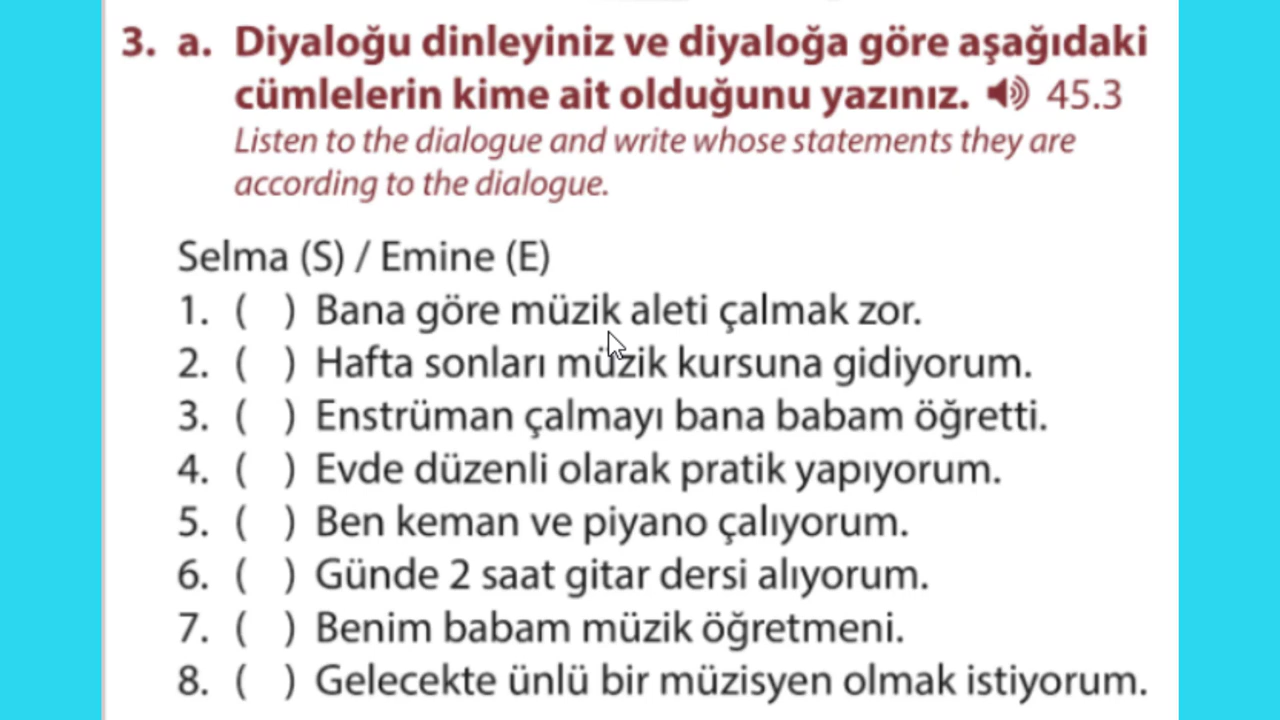 3. a. Diyaloğu dinleyiniz ve diyaloğa göre aşağıdaki
cümlelerin kime ait olduğunu yazınız. 45.3
Listen to the dialogue and write whose statements they are
according to the dialogue.
Selma (S) / Emine (E)
1. ( ) Bana göre müzik aleti çalmak zor.
2. ( ) Hafta sonları müzik kursuna gidiyorum.
3. ( ) Enstrüman çalmayı bana babam öğretti.
4. ( ) Evde düzenli olarak pratik yapıyorum.
5. ( ) Ben keman ve piyano çalıyorum.
6. ( ) Günde 2 saat gitar dersi alıyorum.
7. ( ) Benim babam müzik öğretmeni.
8. ( ) Gelecekte ünlü bir müzisyen olmak istiyorum.